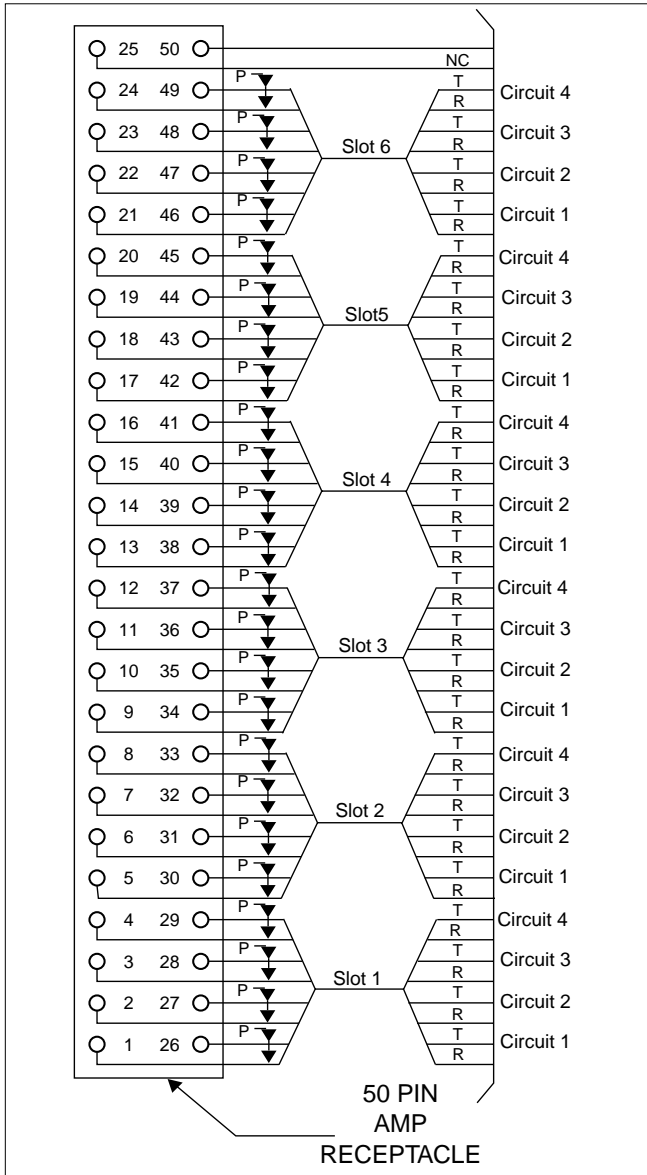 25 50
NC
24 49 P T Circuit 4
R
23 48 P T Circuit 3
R
Slot 6
22 47 P T Circuit 2
R
21 46 P T Circuit 1
R
20 45 P T Circuit 4
R
19 44 P T Circuit 3
R
Slot5
18 43 P T Circuit 2
R
17 42 P T Circuit 1
R
16 41 P T Circuit 4
R
15 40 P T Circuit 3
R
Slot 4
14 39 P T Circuit 2
R
13 38 P T Circuit 1
R
12 37 P T Circuit 4
R
11 36 P T Circuit 3
R
Slot 3
10 35 P T Circuit 2
R
9 34 P T Circuit 1
R
8 33 P T Circuit 4
R
7 32 P T Circuit 3
R
Slot 2
6 31 P T Circuit 2
R
5 30 P T Circuit 1
R
4 29 P T Circuit 4
R
3 28 P T Circuit 3
R
Slot 1
2 27 P T Circuit 2
R
1 26 P T Circuit 1
R
50 PIN
AMP
RECEPTACLE